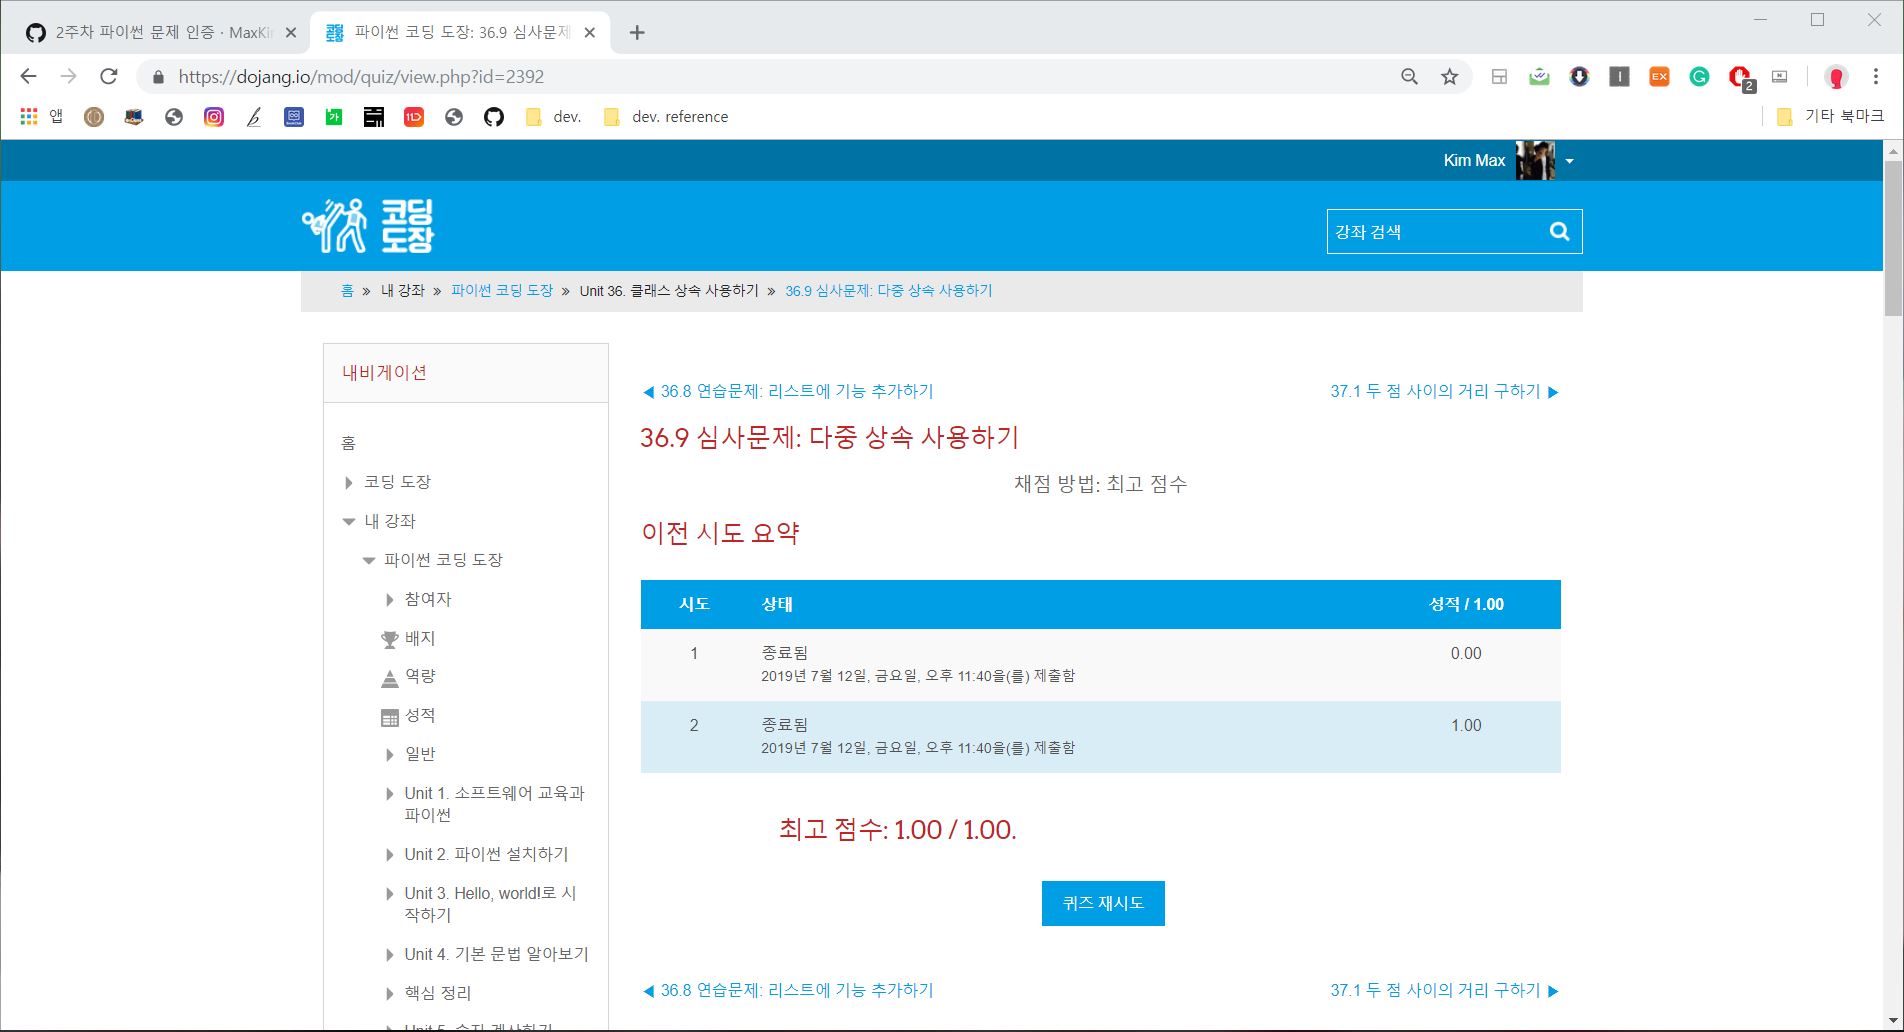 2주차 파이썬 문제 인증 · MaxKim
파이썬 코딩 도장: 36.9 심사문제
https://dojang.io/mod/quiz/view.php?id=2392
EX
2
앱
가
11D
dev.
dev. reference
기타 북마크
Kim Max
코딩
도장
강좌 검색
홈 » 내 강좌 » 파이썬 코딩 도장 » Unit 36. 클래스 상속 사용하기 » 36.9 심사문제: 다중 상속 사용하기
내비게이션
홈
코딩 도장
내 강좌
파이썬 코딩 도장
참여자
배지
역량
성적
일반
Unit 1. 소프트웨어 교육과
파이썬
Unit 2. 파이썬 설치하기
Unit 3. Hello, world!로 시
작하기
Unit 4. 기본 문법 알아보기
핵심 정리
Unit 5. 숫자 계산하기
◀ 36.8 연습문제: 리스트에 기능 추가하기
37.1 두 점 사이의 거리 구하기 ▶
36.9 심사문제: 다중 상속 사용하기
채점 방법: 최고 점수
이전 시도 요약
시도 상태 성적 / 1.00
1 종료됨 0.00
2019년 7월 12일, 금요일, 오후 11:40을(를) 제출함
2 종료됨 1.00
2019년 7월 12일, 금요일, 오후 11:40을(를) 제출함
최고 점수: 1.00 / 1.00.
퀴즈 재시도
◀ 36.8 연습문제: 리스트에 기능 추가하기
37.1 두 점 사이의 거리 구하기 ▶